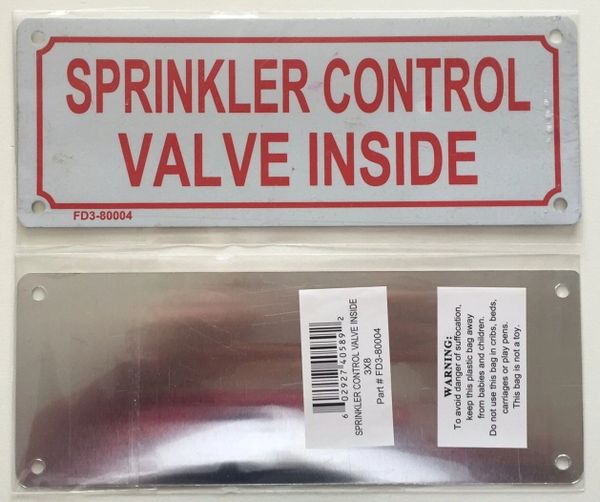 SPRINKLER CONTROL
VALVE INSIDE
FD3-80004
6 02927 40589 2
SPRINKLER CONTROL VALVE INSIDE
3X8
Part # FD3-80004
WARNING:
To avoid danger of suffocation,
keep this plastic bag away
from babies and children.
Do not use this bag in cribs, beds,
carriages or play pens.
This bag is not a toy.